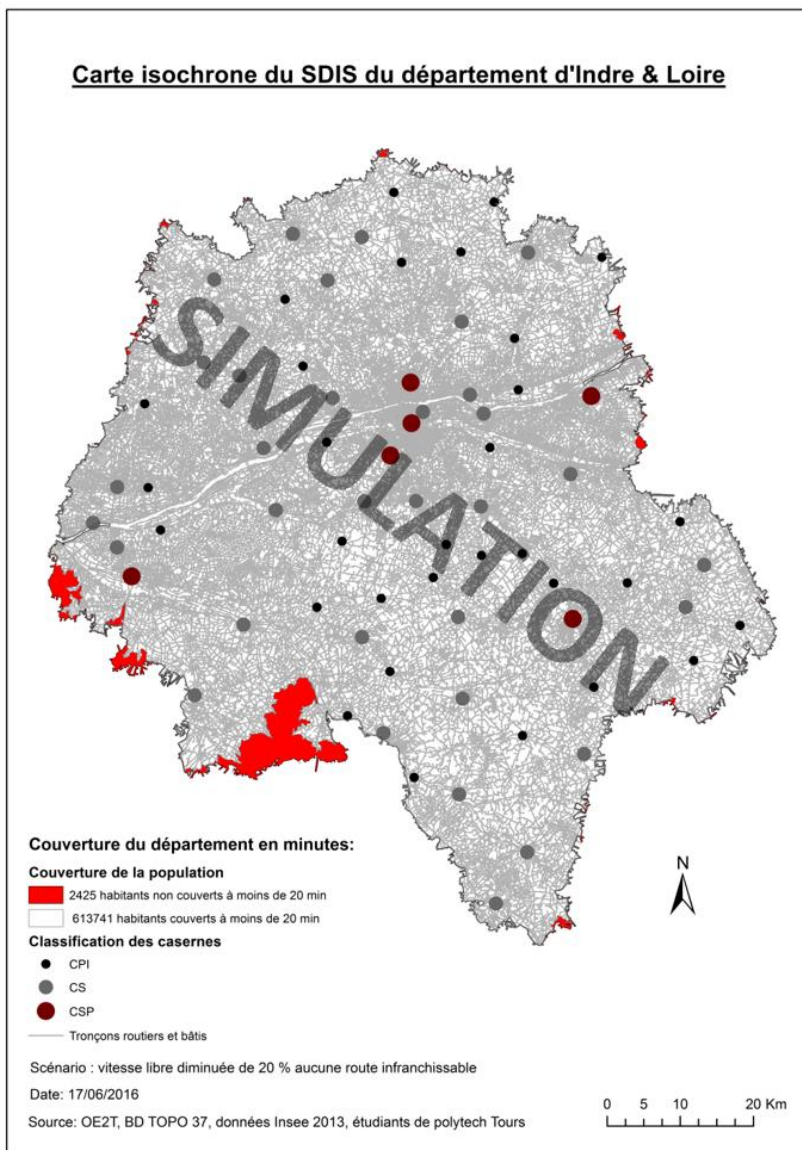 Carte isochrone du SDIS du département d'Indre & Loire
SIMULATION
Couverture du département en minutes:
Couverture de la population
2425 habitants non couverts à moins de 20 min
613741 habitants couverts à moins de 20 min
Classification des casernes
CPI
CS
CSP
Tronçons routiers et bâtis
N
Scénario : vitesse libre diminuée de 20 % aucune route infranchissable
Date: 17/06/2016
Source: OE2T, BD TOPO 37, données Insee 2013, étudiants de polytech Tours
0 5 10 20 Km